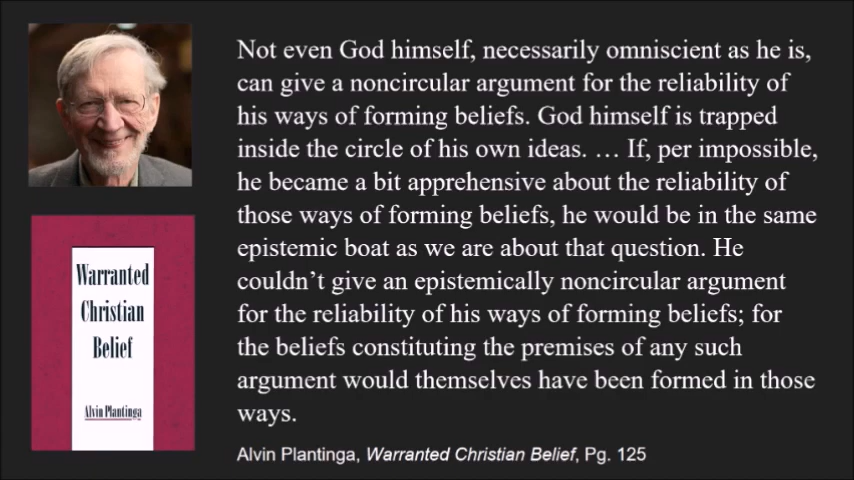 Not even God himself, necessarily omniscient as he is,
can give a noncircular argument for the reliability of
his ways of forming beliefs. God himself is trapped
inside the circle of his own ideas. … If, per impossible,
he became a bit apprehensive about the reliability of
those ways of forming beliefs, he would be in the same
epistemic boat as we are about that question. He
couldn’t give an epistemically noncircular argument
for the reliability of his ways of forming beliefs; for
the beliefs constituting the premises of any such
argument would themselves have been formed in those
ways.
Alvin Plantinga, Warranted Christian Belief, Pg. 125
Warranted
Christian
Belief
Alvin Plantinga